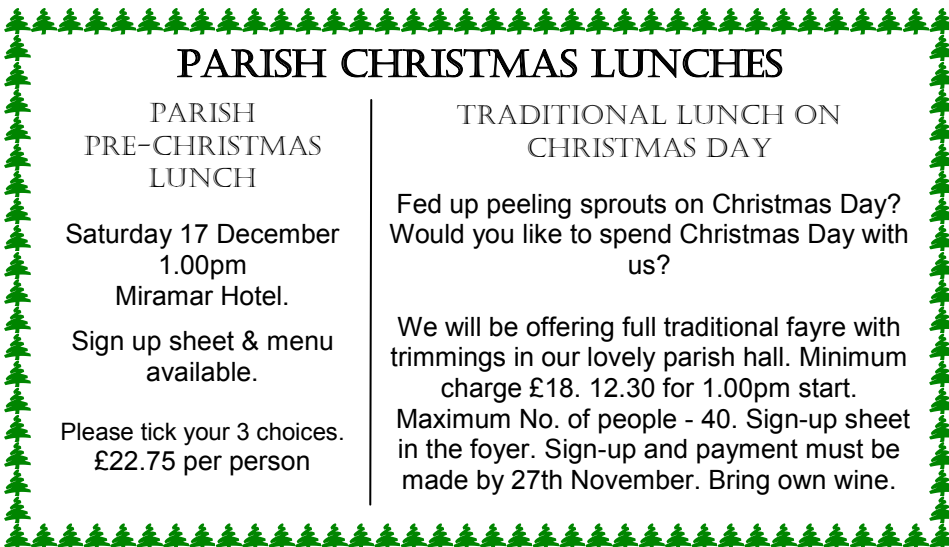 PARISH CHRISTMAS LUNCHES
PARISH
PRE-CHRISTMAS
LUNCH
Saturday 17 December
1.00pm
Miramar Hotel.
Sign up sheet & menu
available.
Please tick your 3 choices.
£22.75 per person
TRADITIONAL LUNCH ON
CHRISTMAS DAY
Fed up peeling sprouts on Christmas Day?
Would you like to spend Christmas Day with
us?
We will be offering full traditional fayre with
trimmings in our lovely parish hall. Minimum
charge £18. 12.30 for 1.00pm start.
Maximum No. of people - 40. Sign-up sheet
in the foyer. Sign-up and payment must be
made by 27th November. Bring own wine.